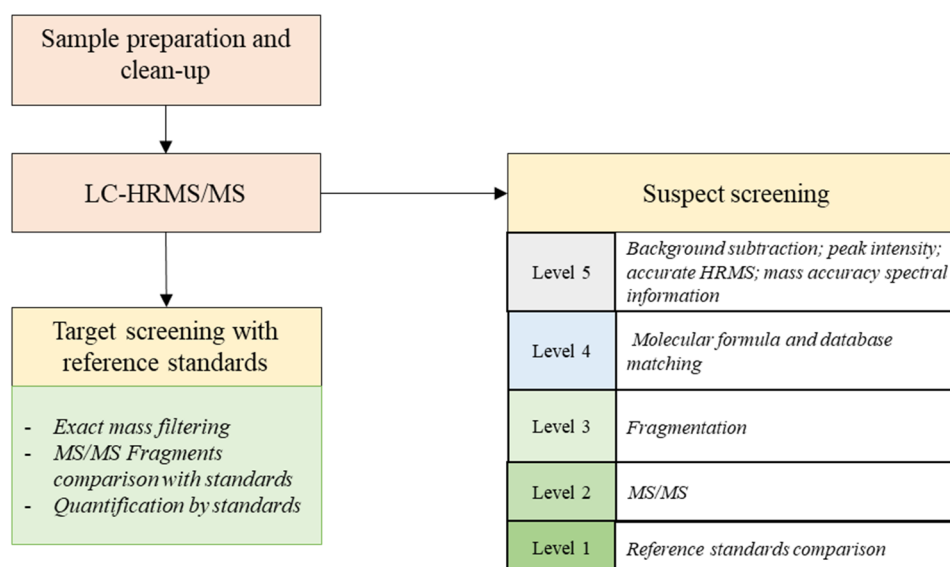 Sample preparation and
clean-up
LC-HRMS/MS
Target screening with
reference standards
- Exact mass filtering
- MS/MS Fragments
comparison with standards
- Quantification by standards
Suspect screening
Level 5
Background subtraction; peak intensity;
accurate HRMS; mass accuracy spectral
information
Level 4
Molecular formula and database
matching
Level 3
Fragmentation
Level 2
MS/MS
Level 1
Reference standards comparison